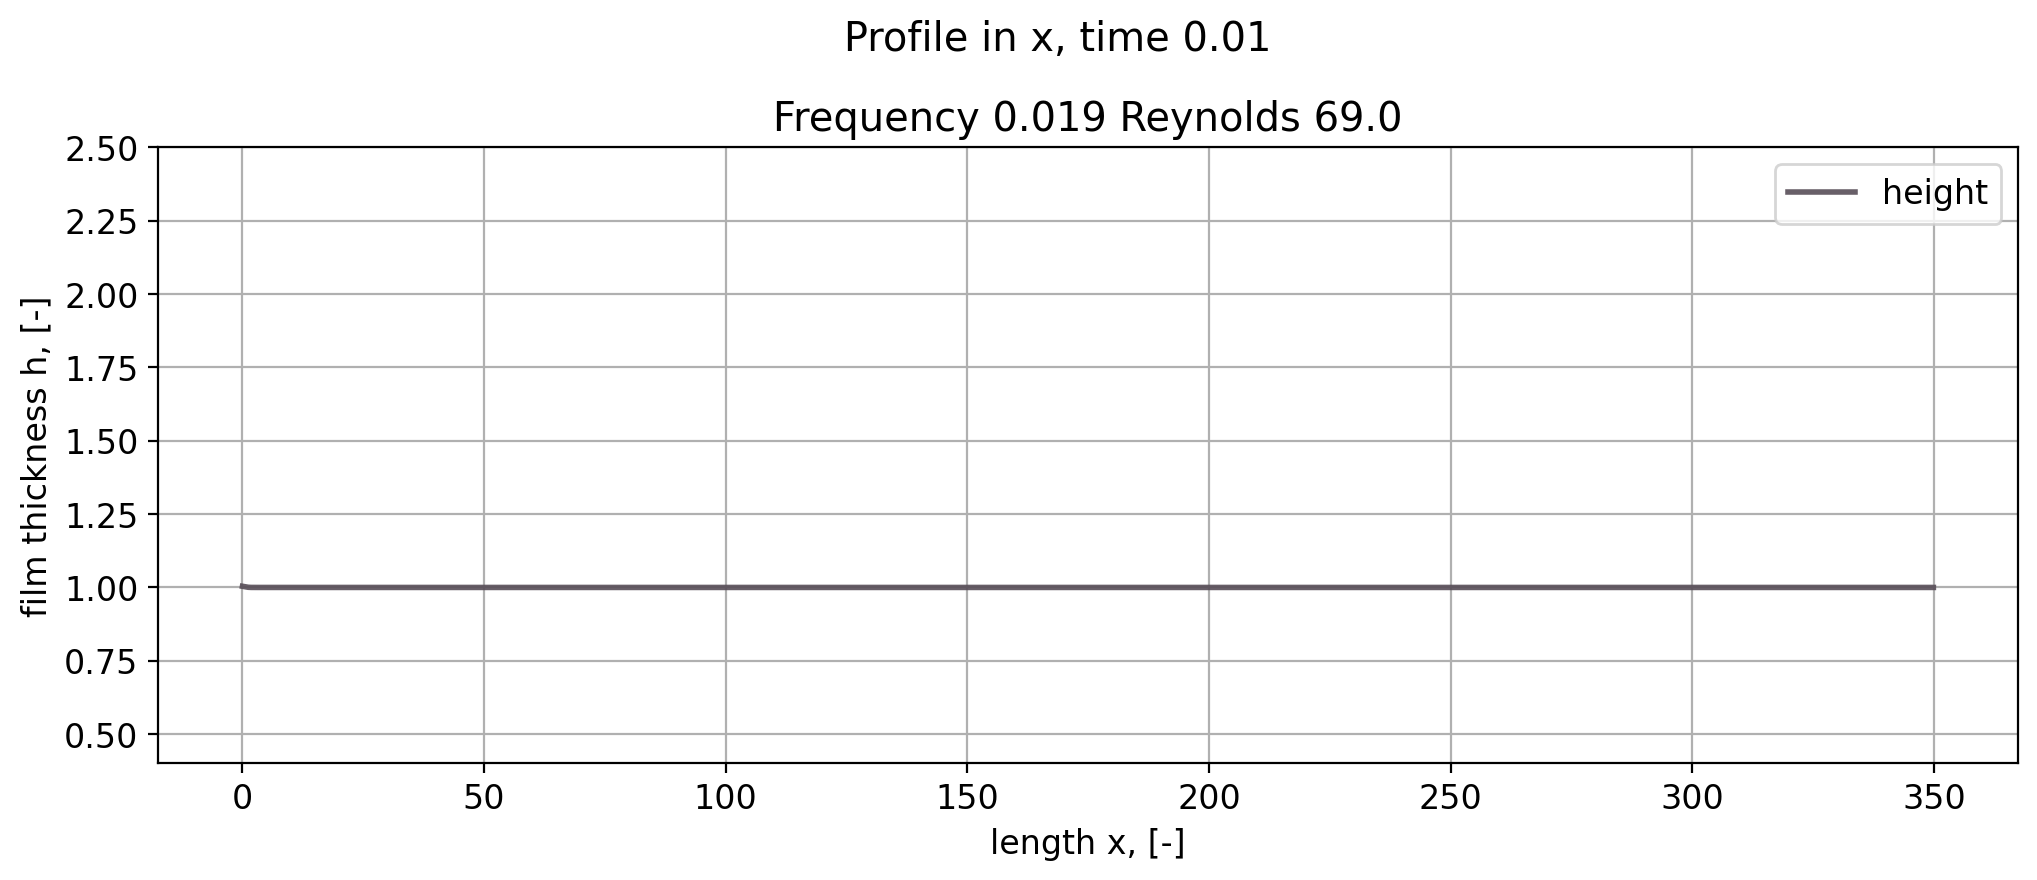 Profile in x, time 0.01
Frequency 0.019 Reynolds 69.0
height
film thickness h, [-]
2.50
2.25
2.00
1.75
1.50
1.25
1.00
0.75
0.50
0 50 100 150 200 250 300 350
length x, [-]